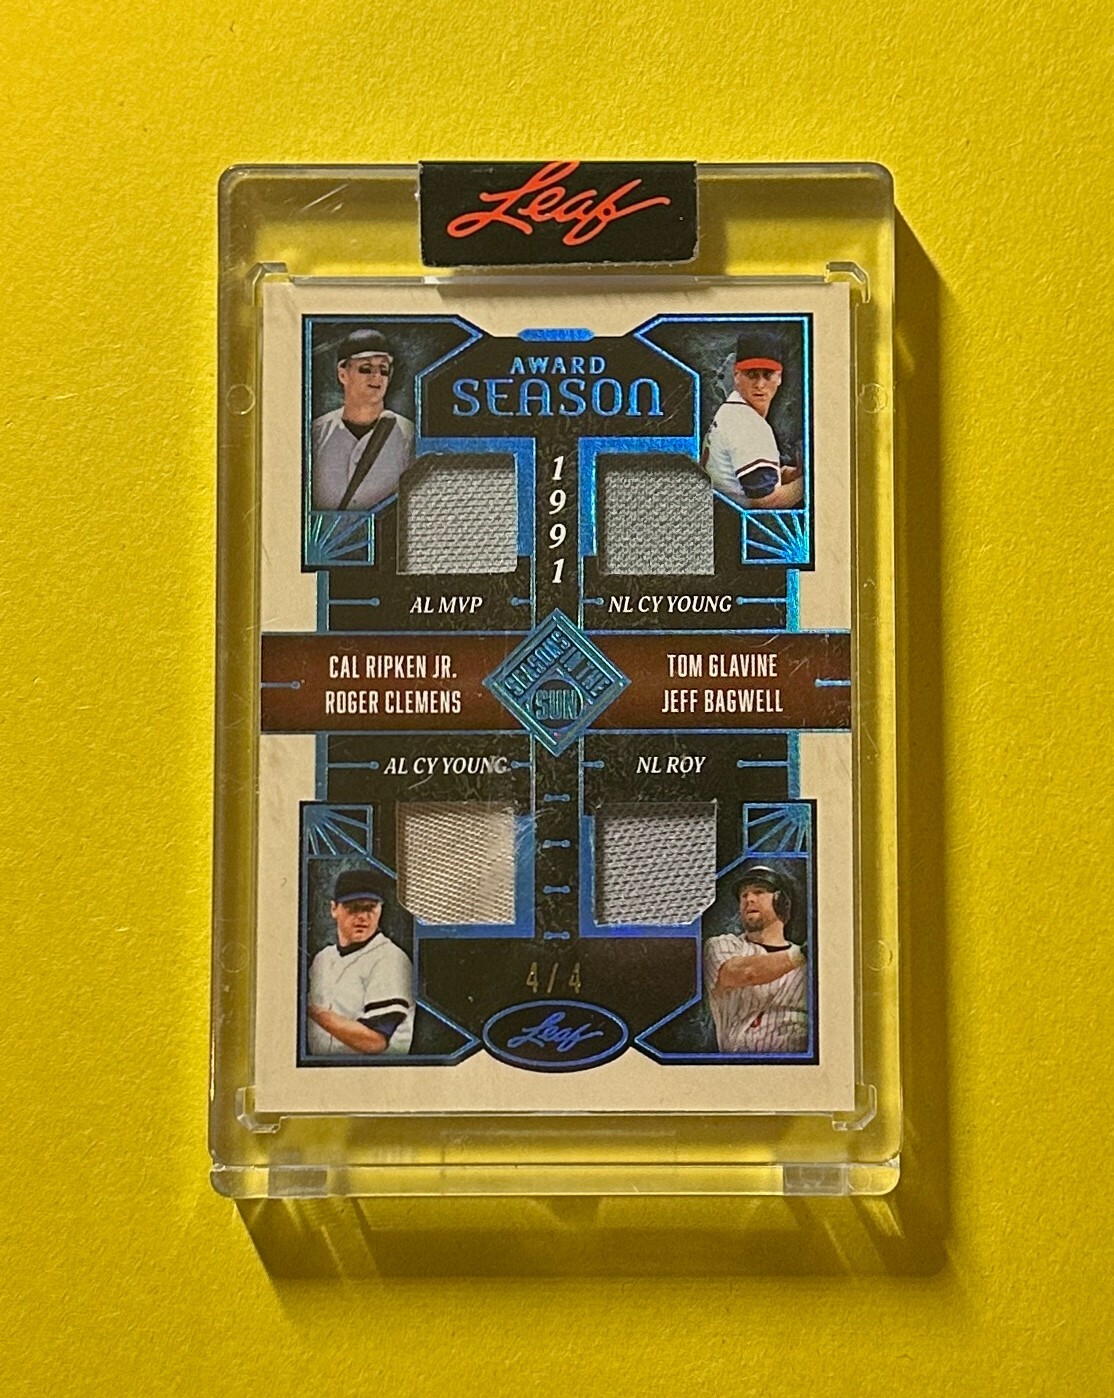 Leaf
AWARD
SEASON
1991
AL MVP
NL CY YOUNG
CAL RIPKEN JR.
ROGER CLEMENS
TOM GLAVINE
JEFF BAGWELL
SEASONS IN THE
SUN
AL CY YOUNG
NL ROY
4/4
Leaf